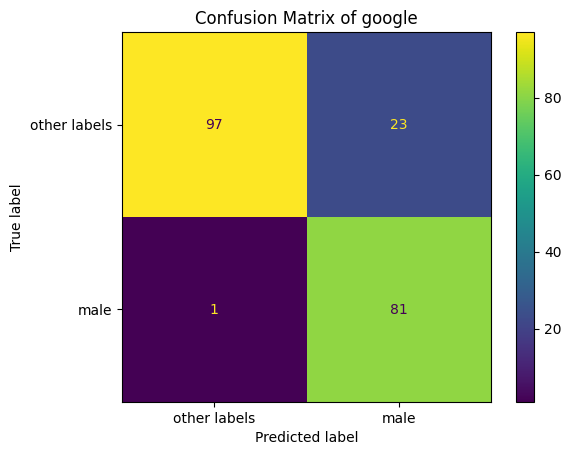 Confusion Matrix of google
other labels
97
23
80
60
True label
40
male
1
81
20
other labels
male
Predicted label